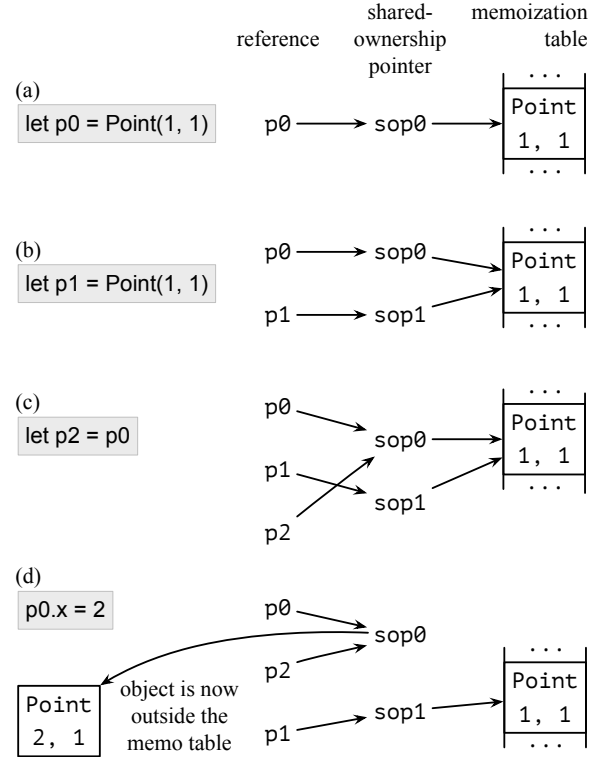 reference
shared-
ownership
pointer
memoization
table
(a)
let p0 = Point(1, 1)
p0
sop0
...
Point
1, 1
...
(b)
let p1 = Point(1, 1)
p0
sop0
p1
sop1
...
Point
1, 1
...
(c)
let p2 = p0
p0
p1
p2
sop0
sop1
...
Point
1, 1
...
(d)
p0.x = 2
p0
p2
p1
sop0
sop1
Point
2, 1
object is now
outside the
memo table
...
Point
1, 1
...